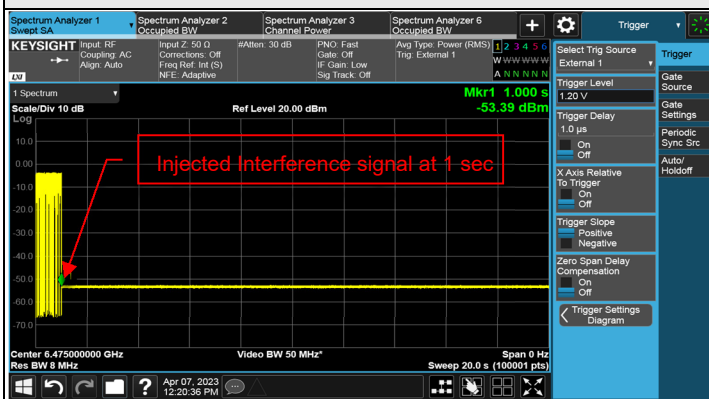 Spectrum Analyzer 1
Swept SA
Spectrum Analyzer 2
Occupied BW
Spectrum Analyzer 3
Channel Power
Spectrum Analyzer 6
Occupied BW
+
Trigger
KEYSIGHT
LXI
Input: RF
Coupling: AC
Align: Auto
Input Z: 50 Ω
Corrections: Off
Freq Ref: Int (S)
NFE: Adaptive
#Atten: 30 dB
PNO: Fast
Gate: Off
IF Gain: Low
Sig Track: Off
Avg Type: Power (RMS)
Trig: External 1
1 2 3 4 5 6
W W W W W W
A N N N N N
1 Spectrum
Mkr1 1.000 s
Scale/Div 10 dB
Ref Level 20.00 dBm
-53.39 dBm
Log
10.0
0.00
-10.0
-20.0
-30.0
-40.0
-50.0
-60.0
-70.0
Injected Interference signal at 1 sec
Center 6.475000000 GHz
Video BW 50 MHz*
Span 0 Hz
Res BW 8 MHz
Sweep 20.0 s (100001 pts)
Apr 07, 2023
12:20:36 PM
?
Select Trig Source
External 1
Trigger Level
1.20 V
Trigger Delay
1.0 µs
On
Off
X Axis Relative
To Trigger
On
Off
Trigger Slope
Positive
Negative
Zero Span Delay
Compensation
On
Off
Trigger Settings
Diagram
Trigger
Gate
Source
Gate
Settings
Periodic
Sync Src
Auto/
Holdoff